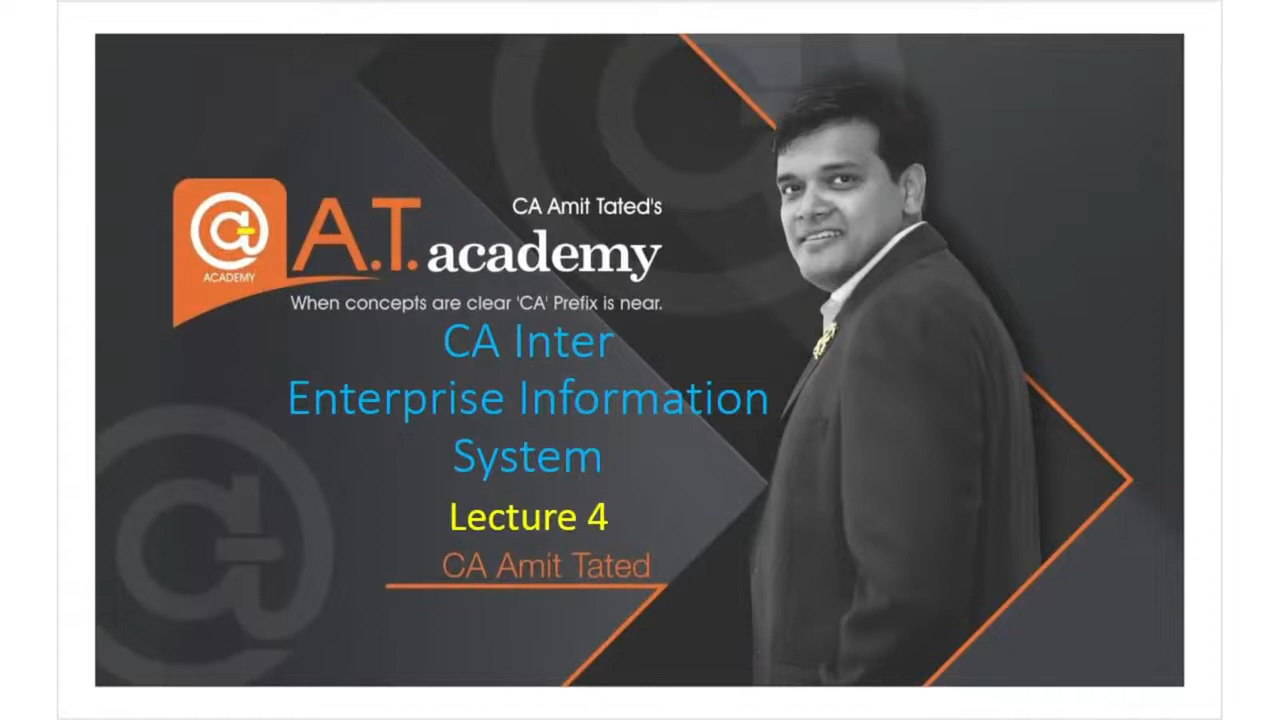 @
ACADEMY
A.T.
CA Amit Tated's
academy
When concepts are clear 'CA' Prefix is near.
CA Inter
Enterprise Information
System
Lecture 4
CA Amit Tated